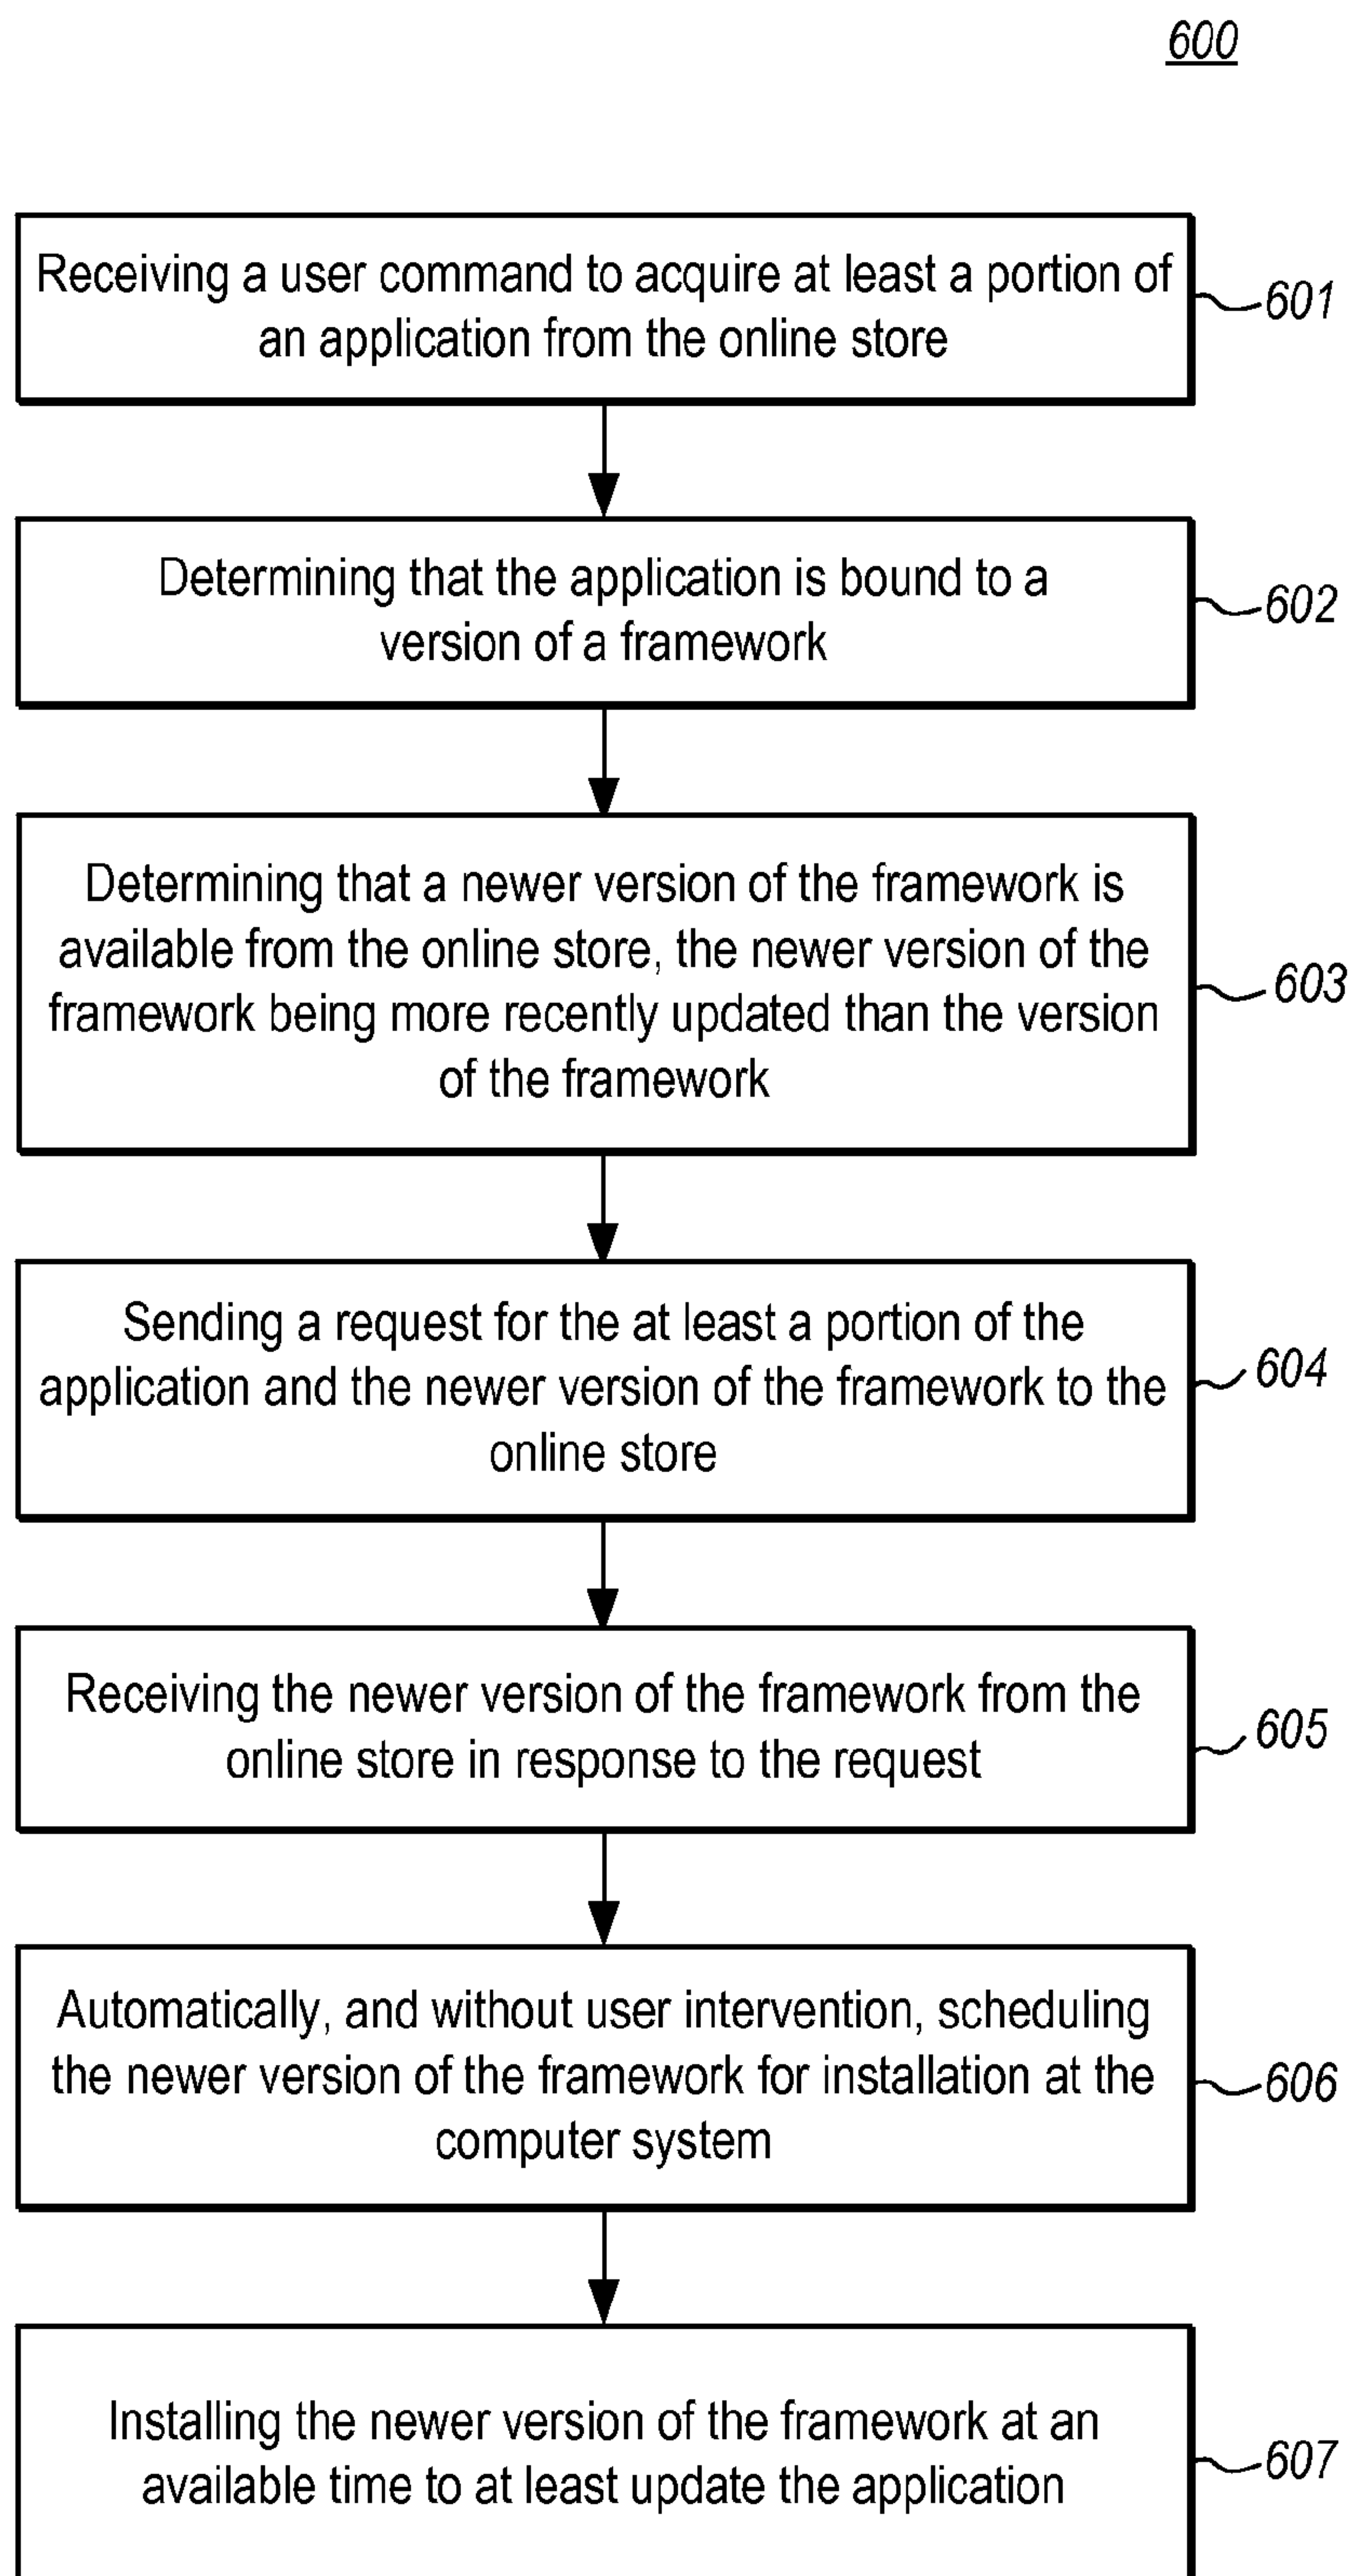 600
Receiving a user command to acquire at least a portion of
an application from the online store
601
Determining that the application is bound to a
version of a framework
602
Determining that a newer version of the framework is
available from the online store, the newer version of the
framework being more recently updated than the version
of the framework
603
Sending a request for the at least a portion of the
application and the newer version of the framework to the
online store
604
Receiving the newer version of the framework from the
online store in response to the request
605
Automatically, and without user intervention, scheduling
the newer version of the framework for installation at the
computer system
606
Installing the newer version of the framework at an
available time to at least update the application
607